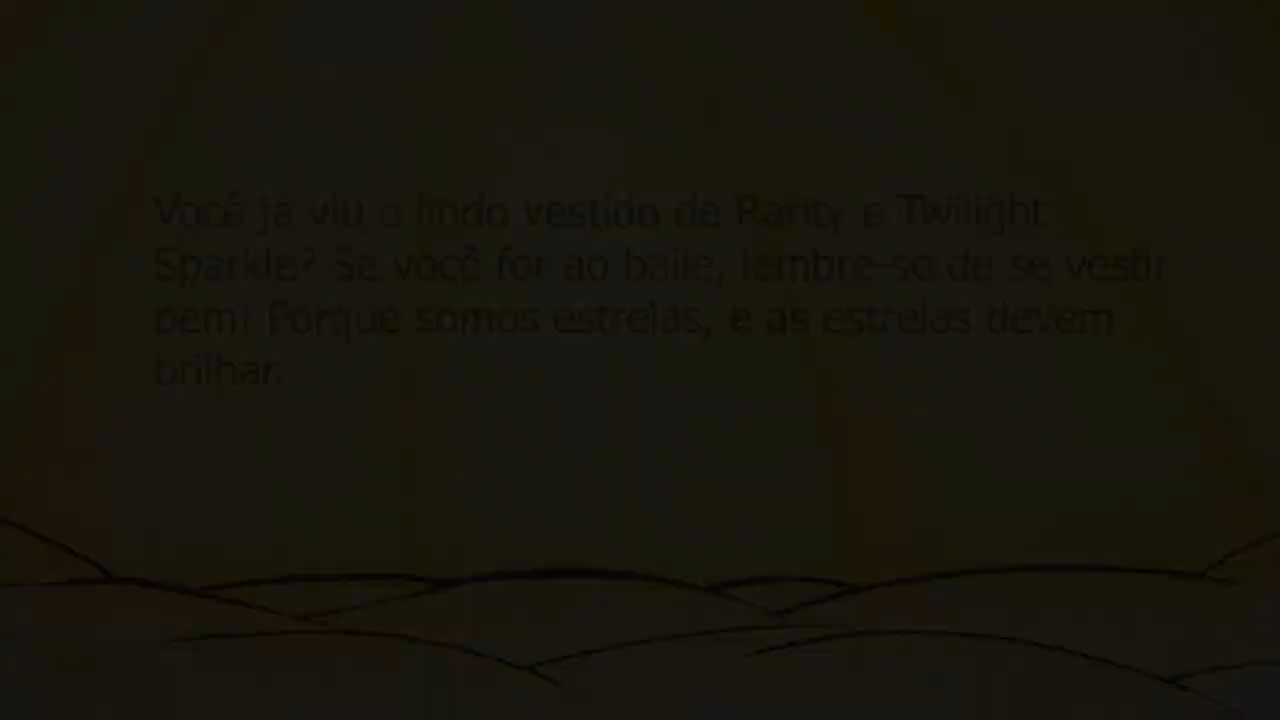 Você ja viu o lindo vestido de Rarity e Twilight
Sparkle? Se você for ao baile, lembre-se de se vestir
bem! Porque somos estrelas, e as estrelas devem
brilhar.